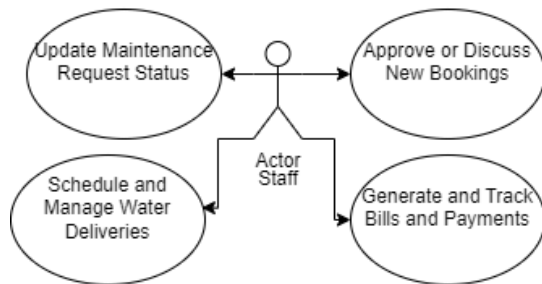 Update Maintenance
Request Status
Approve or Discuss
New Bookings
Actor
Staff
Schedule and
Manage Water
Deliveries
Generate and Track
Bills and Payments